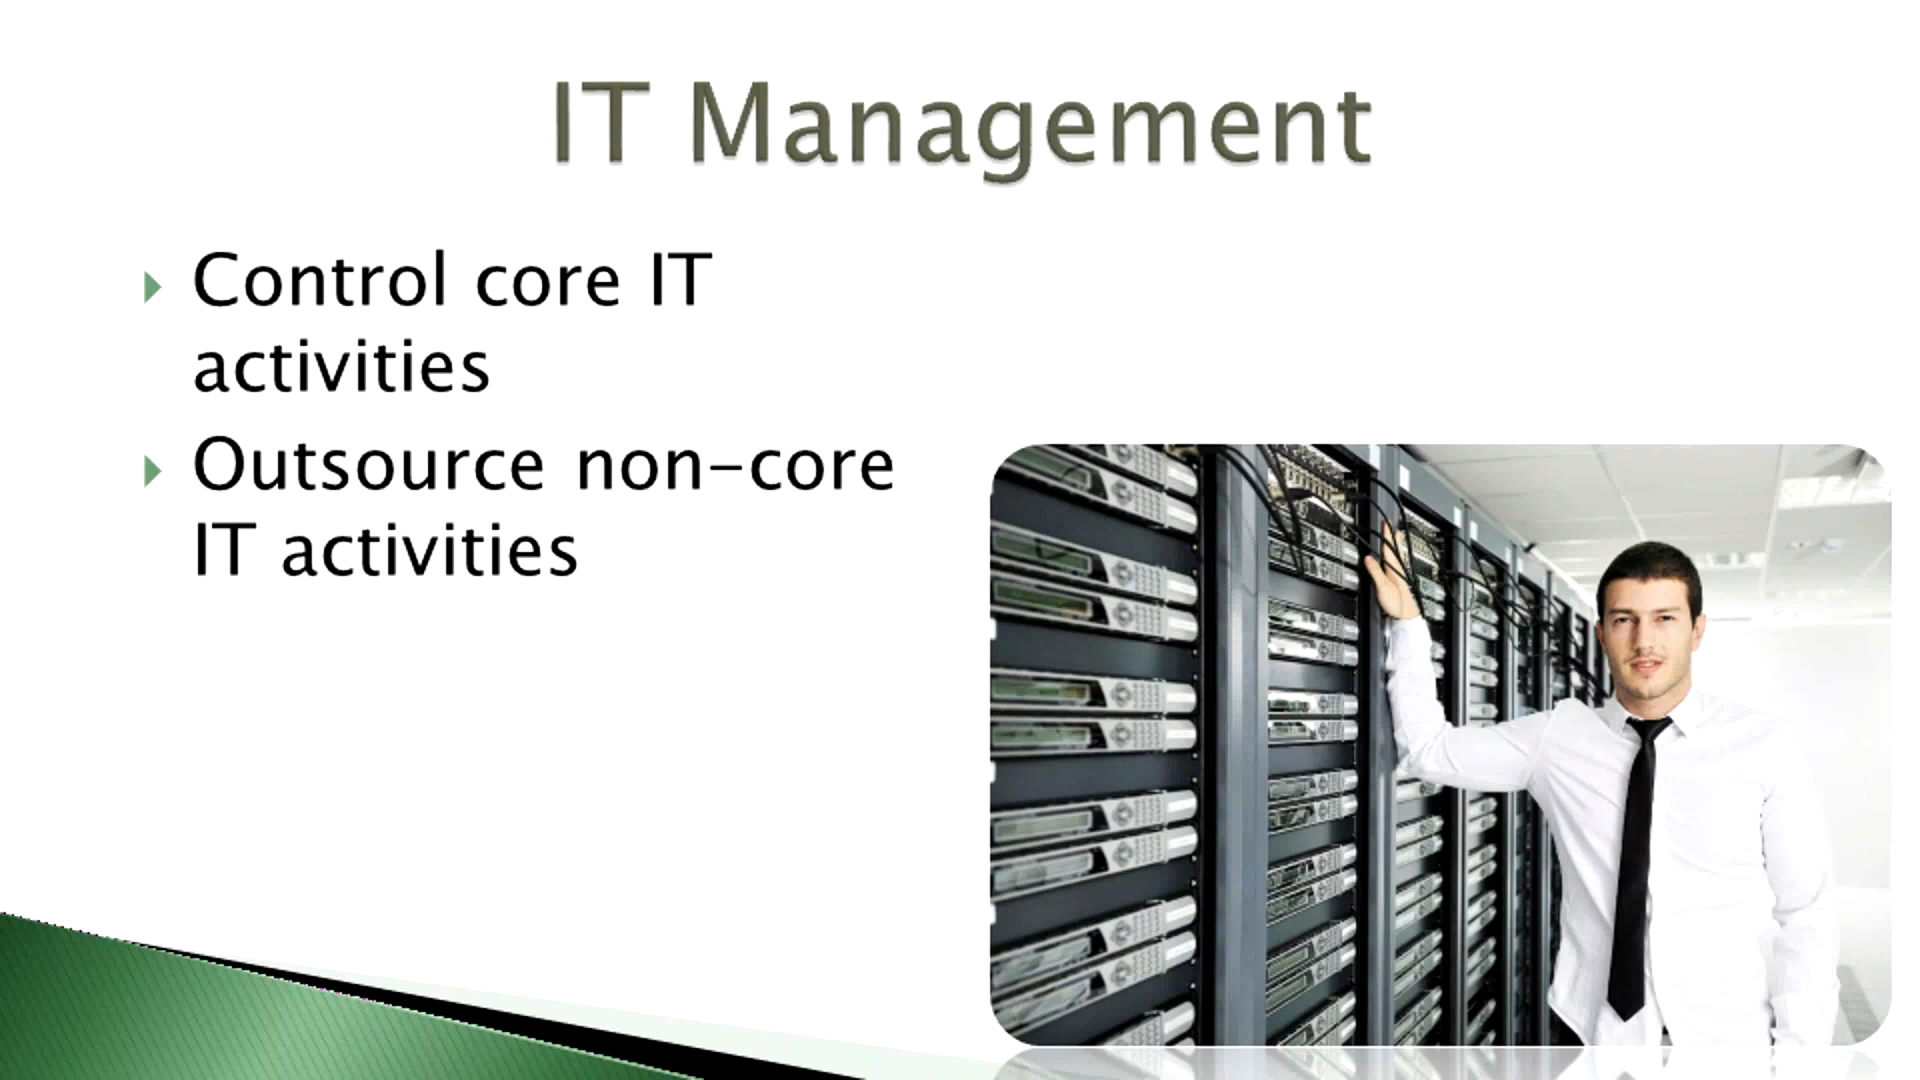 IT Management
Control core IT
activities
Outsource non-core
IT activities